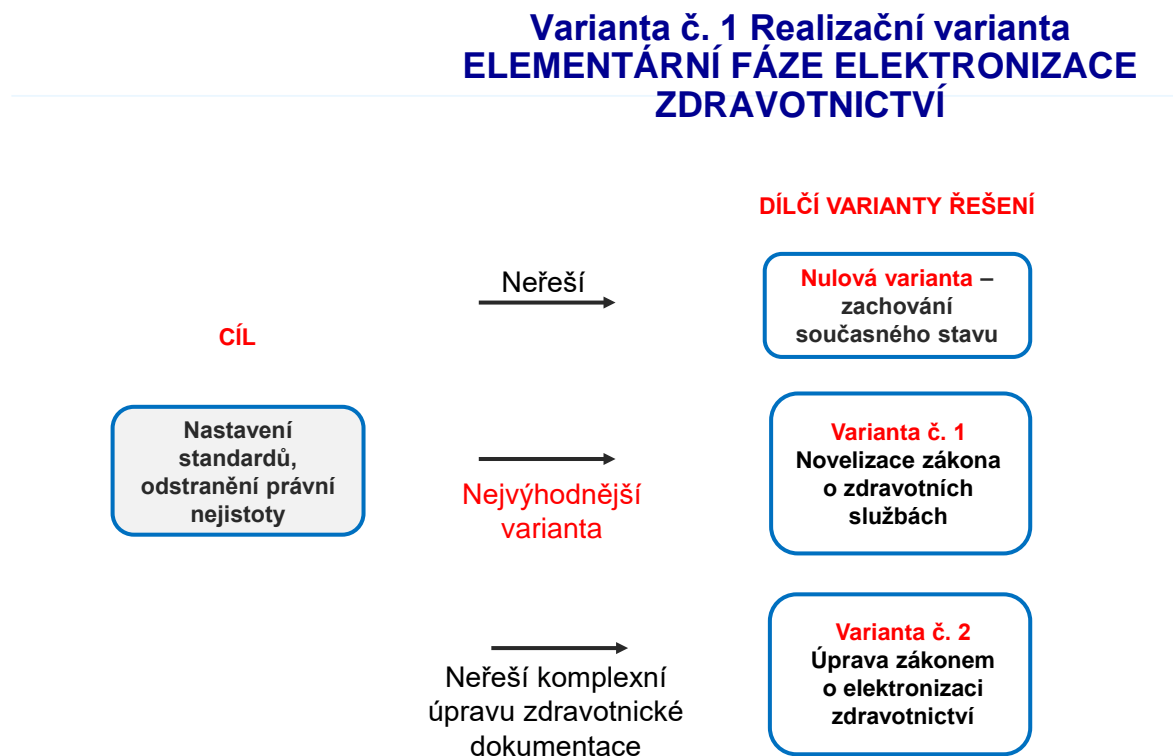 Varianta č. 1 Realizační varianta
ELEMENTÁRNÍ FÁZE ELEKTRONIZACE
ZDRAVOTNICTVÍ
DÍLČÍ VARIANTY ŘEŠENÍ
Neřeší
Nulová varianta –
zachování
současného stavu
CÍL
Nastavení
standardů,
odstranění právní
nejistoty
Nejvýhodnější
varianta
Varianta č. 1
Novelizace zákona
o zdravotních
službách
Neřeší komplexní
úpravu zdravotnické
dokumentace
Varianta č. 2
Úprava zákonem
o elektronizaci
zdravotnictví